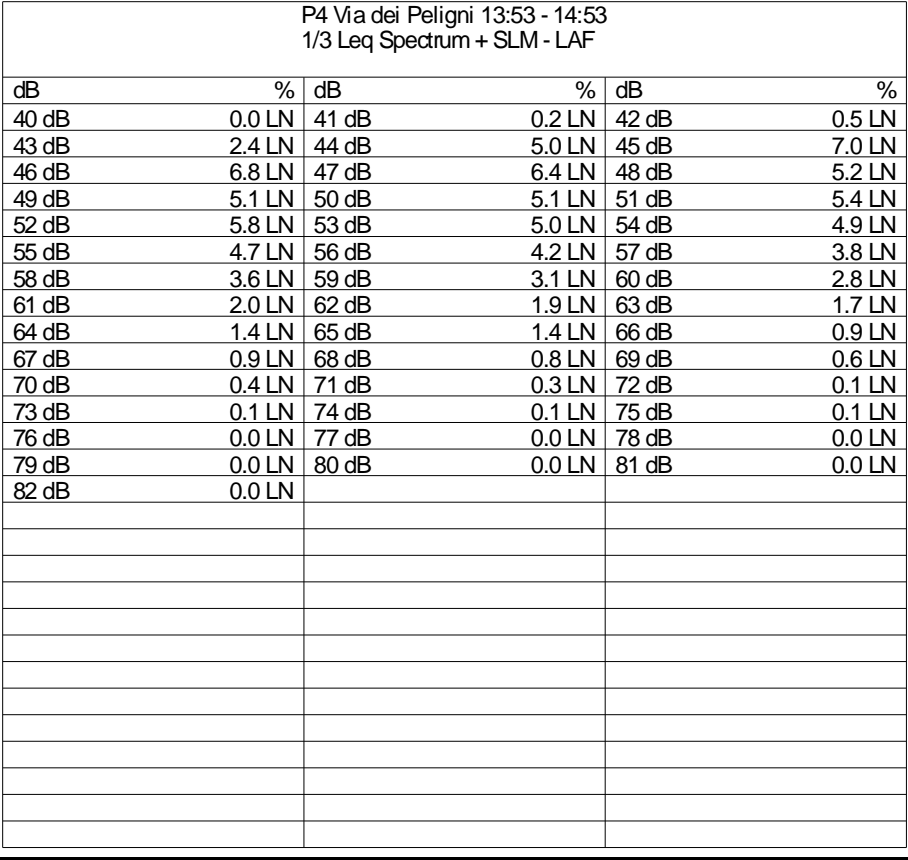 P4 Via dei Peligni 13:53 - 14:53
1/3 Leq Spectrum + SLM - LAF
dB % dB % dB %
40 dB 0.0 LN 41 dB 0.2 LN 42 dB 0.5 LN
43 dB 2.4 LN 44 dB 5.0 LN 45 dB 7.0 LN
46 dB 6.8 LN 47 dB 6.4 LN 48 dB 5.2 LN
49 dB 5.1 LN 50 dB 5.1 LN 51 dB 5.4 LN
52 dB 5.8 LN 53 dB 5.0 LN 54 dB 4.9 LN
55 dB 4.7 LN 56 dB 4.2 LN 57 dB 3.8 LN
58 dB 3.6 LN 59 dB 3.1 LN 60 dB 2.8 LN
61 dB 2.0 LN 62 dB 1.9 LN 63 dB 1.7 LN
64 dB 1.4 LN 65 dB 1.4 LN 66 dB 0.9 LN
67 dB 0.9 LN 68 dB 0.8 LN 69 dB 0.6 LN
70 dB 0.4 LN 71 dB 0.3 LN 72 dB 0.1 LN
73 dB 0.1 LN 74 dB 0.1 LN 75 dB 0.1 LN
76 dB 0.0 LN 77 dB 0.0 LN 78 dB 0.0 LN
79 dB 0.0 LN 80 dB 0.0 LN 81 dB 0.0 LN
82 dB 0.0 LN